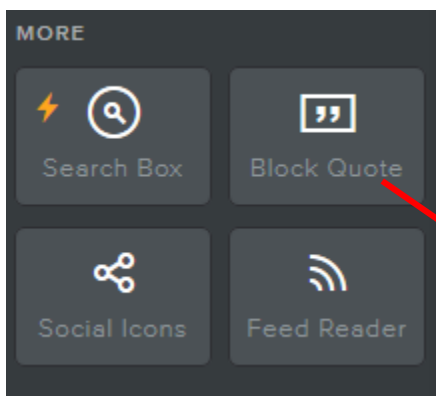 MORE
Search Box
Block Quote
Social Icons
Feed Reader